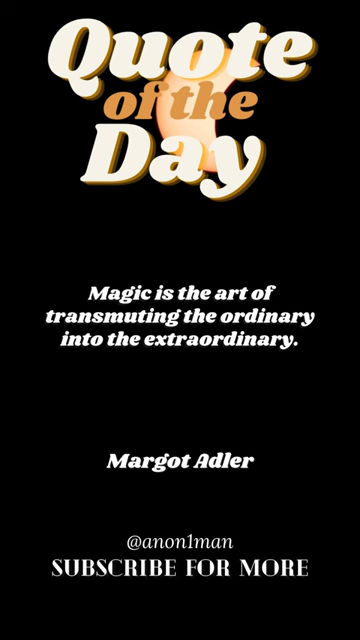 Quote
of the
Day
Magic is the art of
transmuting the ordinary
into the extraordinary.
Margot Adler
@anon1man
SUBSCRIBE FOR MORE